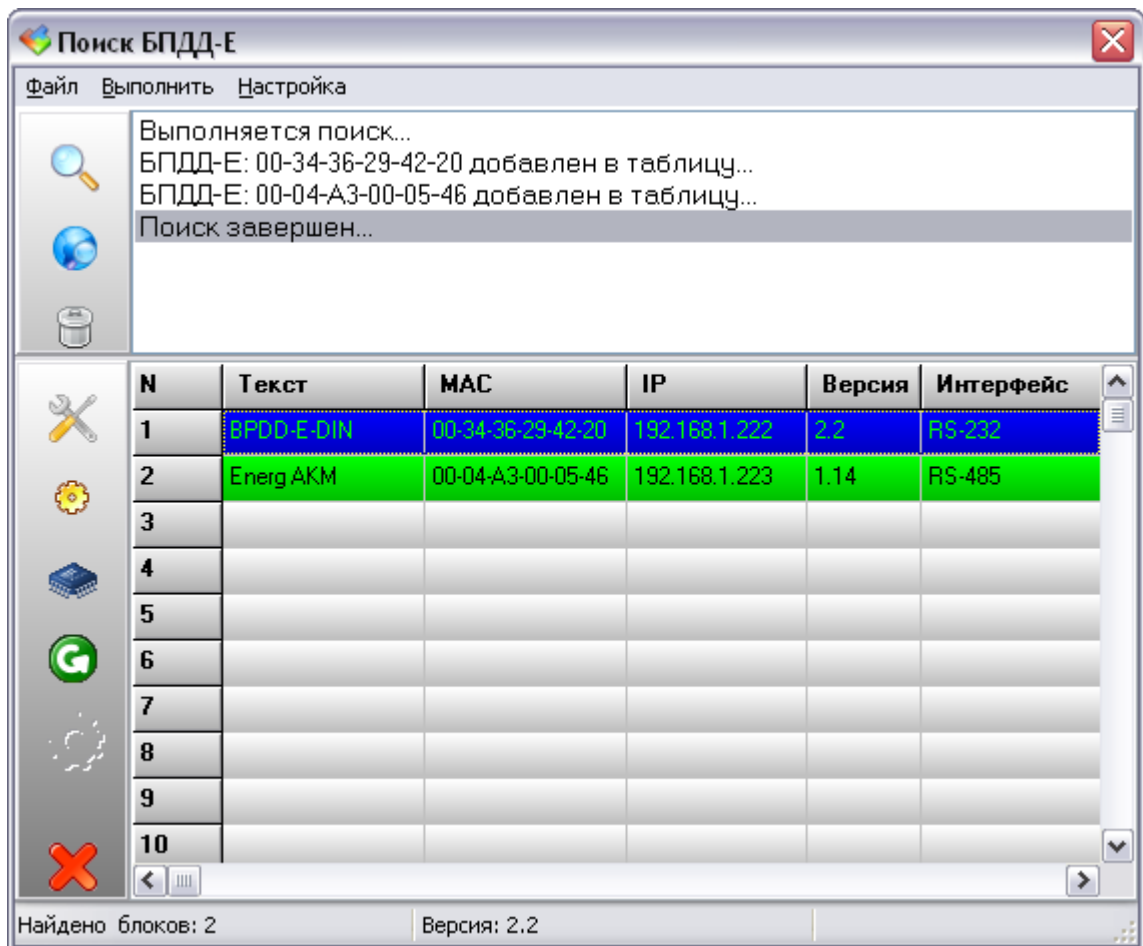 Поиск БПДД-Е
Файл Выполнить Настройка
Выполняется поиск...
БПДД-Е: 00-34-36-29-42-20 добавлен в таблицу...
БПДД-Е: 00-04-A3-00-05-46 добавлен в таблицу...
Поиск завершен...
N Текст MAC IP Версия Интерфейс
1 BPDD-E-DIN 00-34-36-29-42-20 192.168.1.222 2.2 RS-232
2 Energ AKM 00-04-A3-00-05-46 192.168.1.223 1.14 RS-485
3
4
5
6
7
8
9
10
Найдено блоков: 2 Версия: 2.2